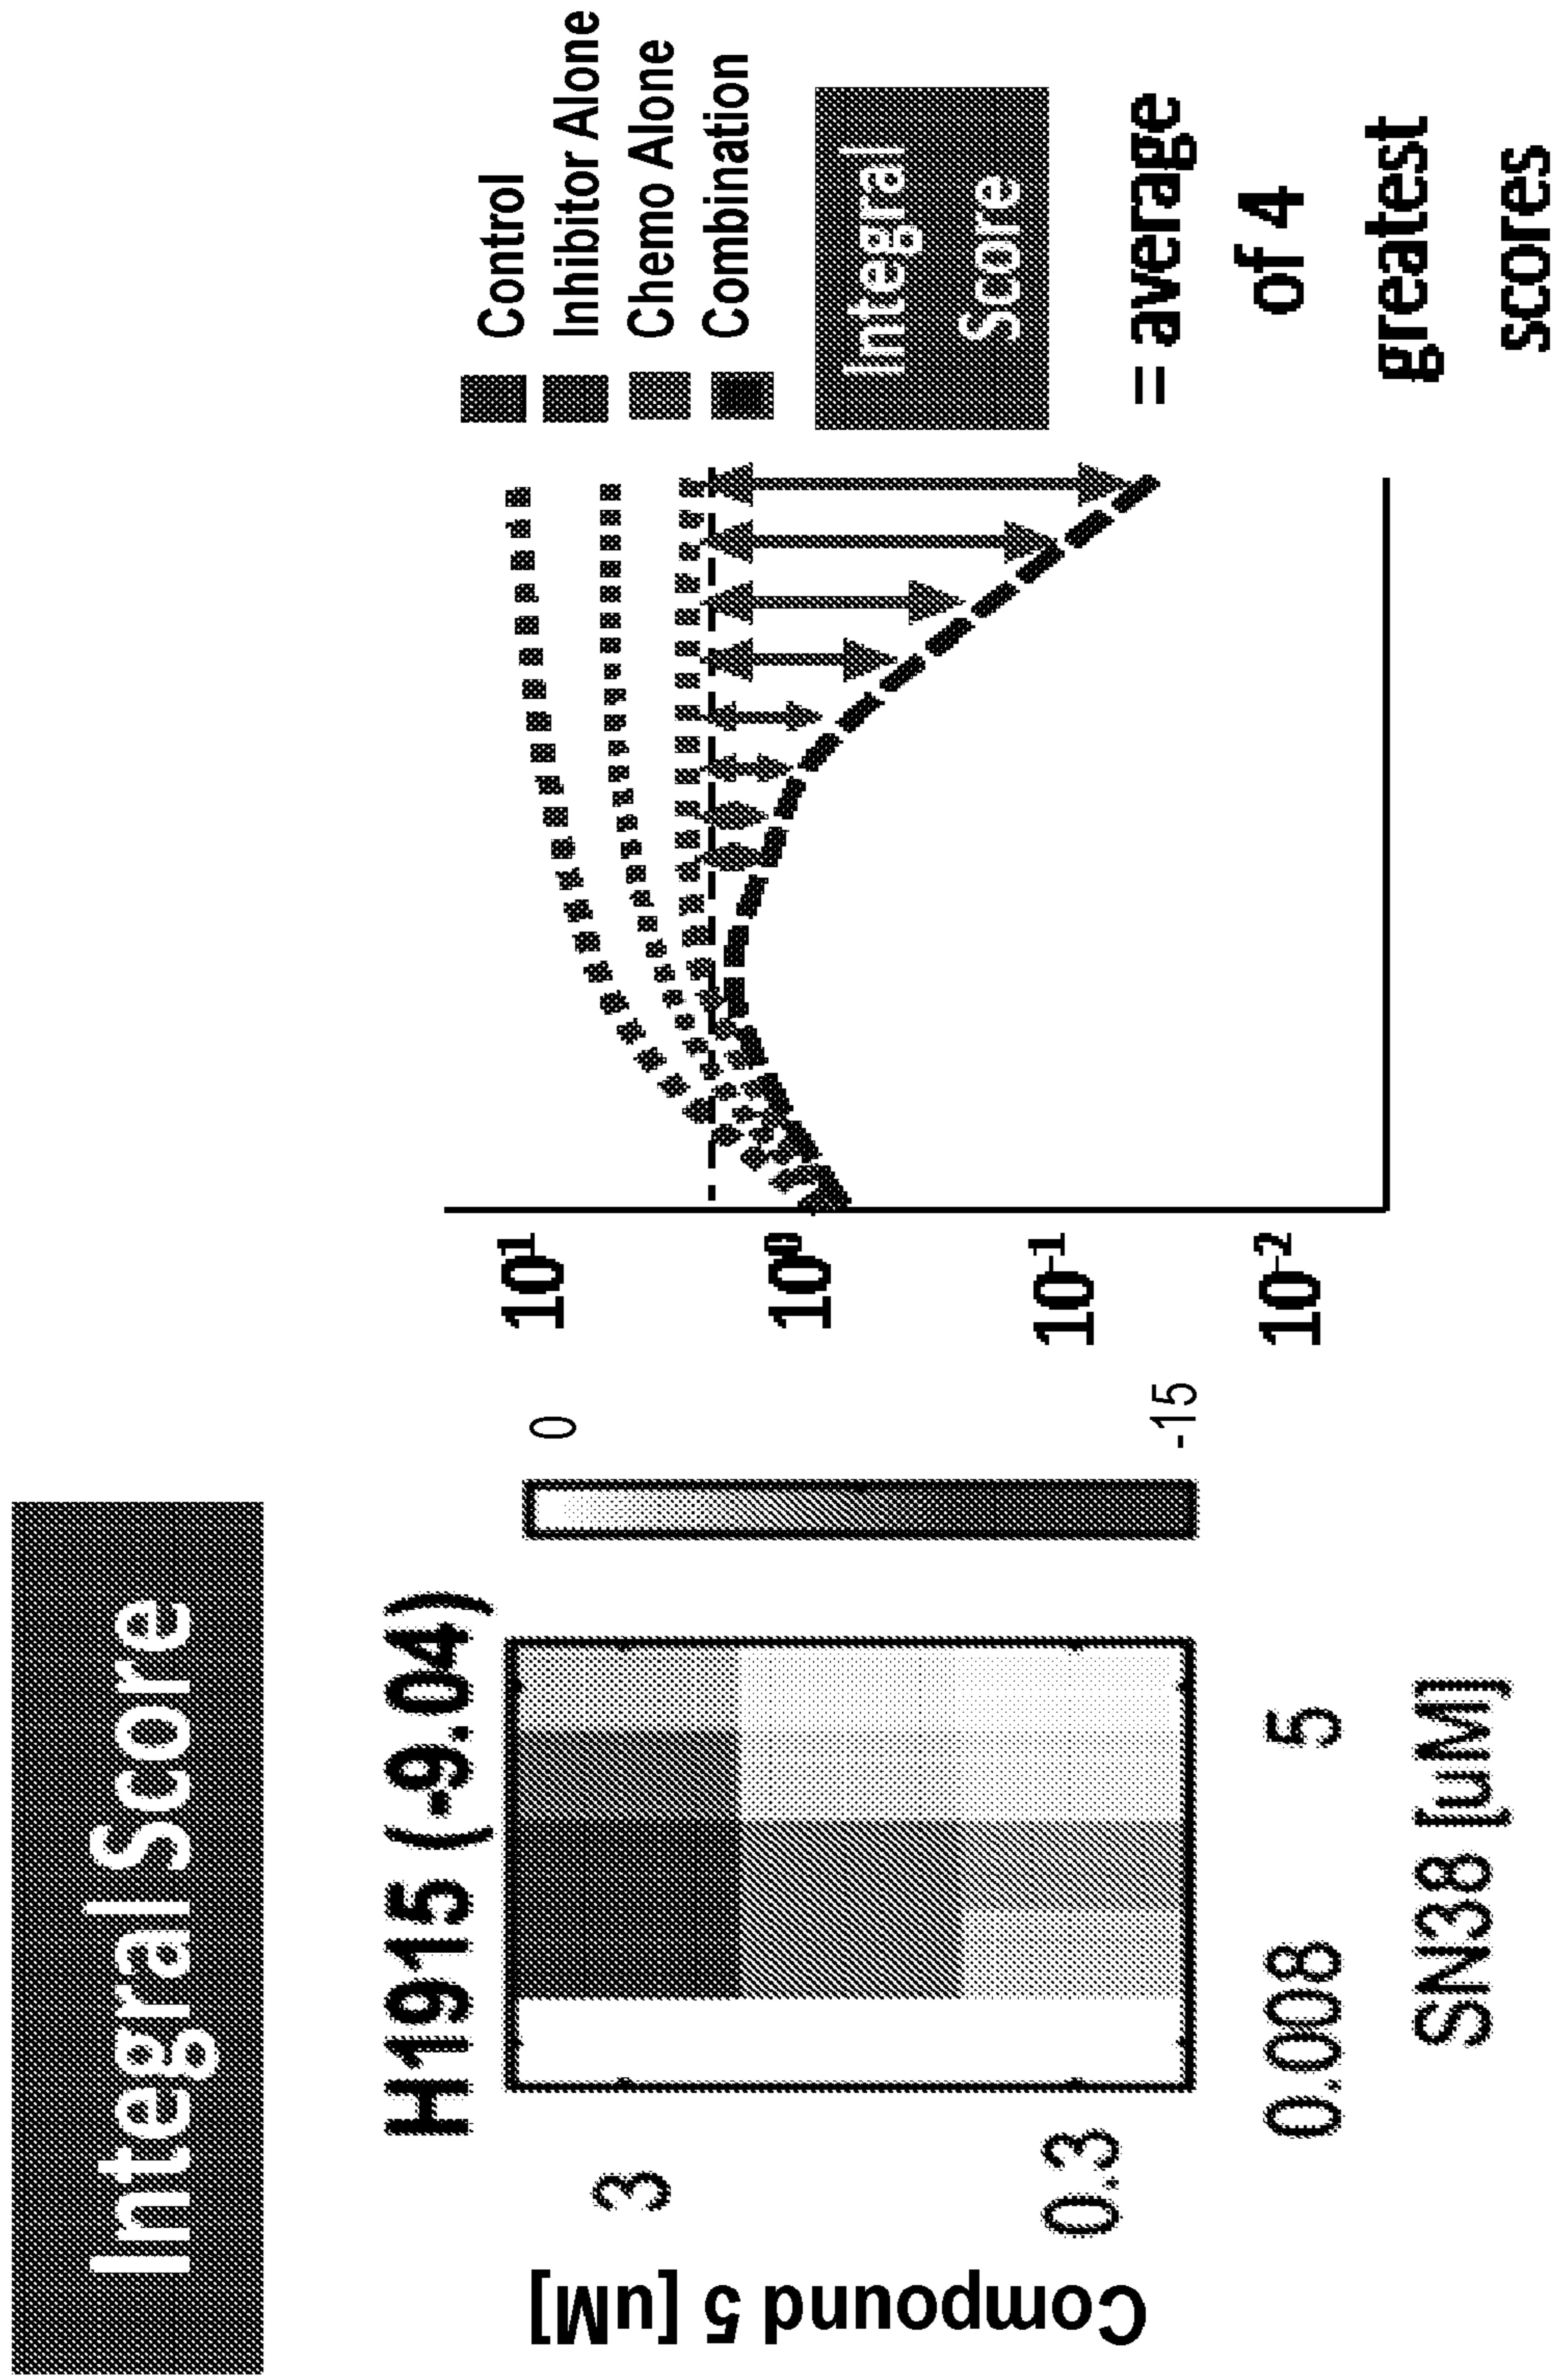 Integral Score
H1915 (-9.04)
0
-15
3
0.3
Compound 5 [uM]
0.008
5
SN38 [uM]
10¹
10⁰
10⁻¹
10⁻²
Control
Inhibitor Alone
Chemo Alone
Combination
Integral
Score
= average
of 4
greatest
scores